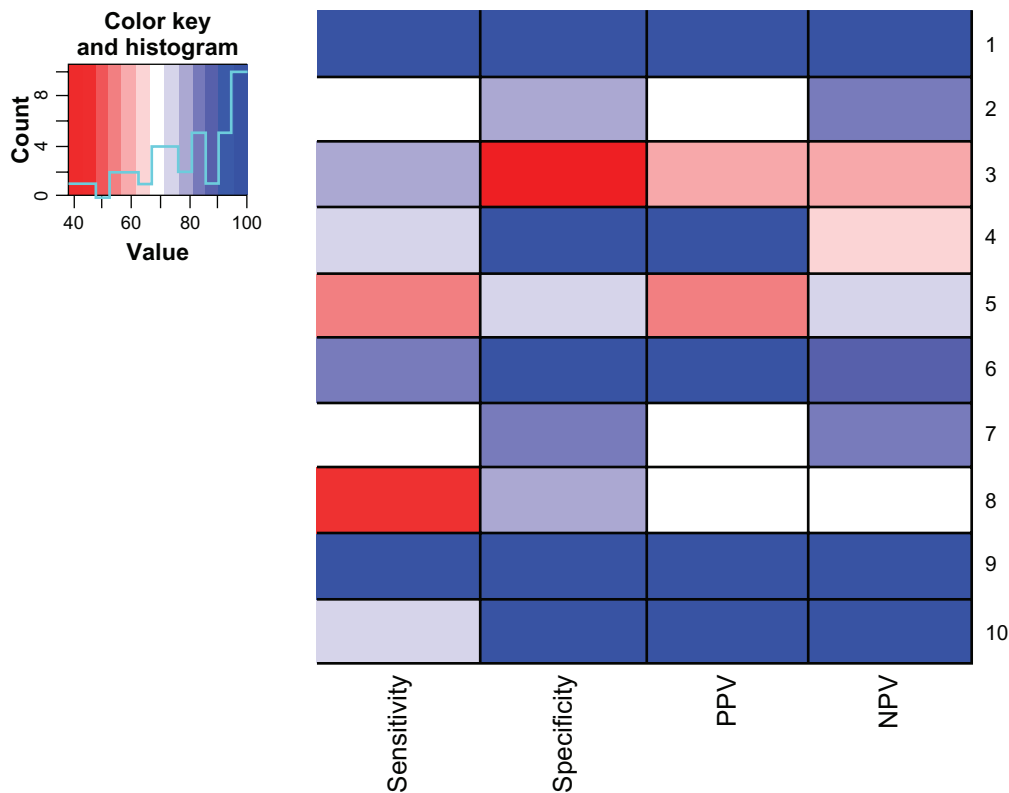 Color key
and histogram
Count
0 4 8
40 60 80 100
Value
1
2
3
4
5
6
7
8
9
10
Sensitivity
Specificity
PPV
NPV